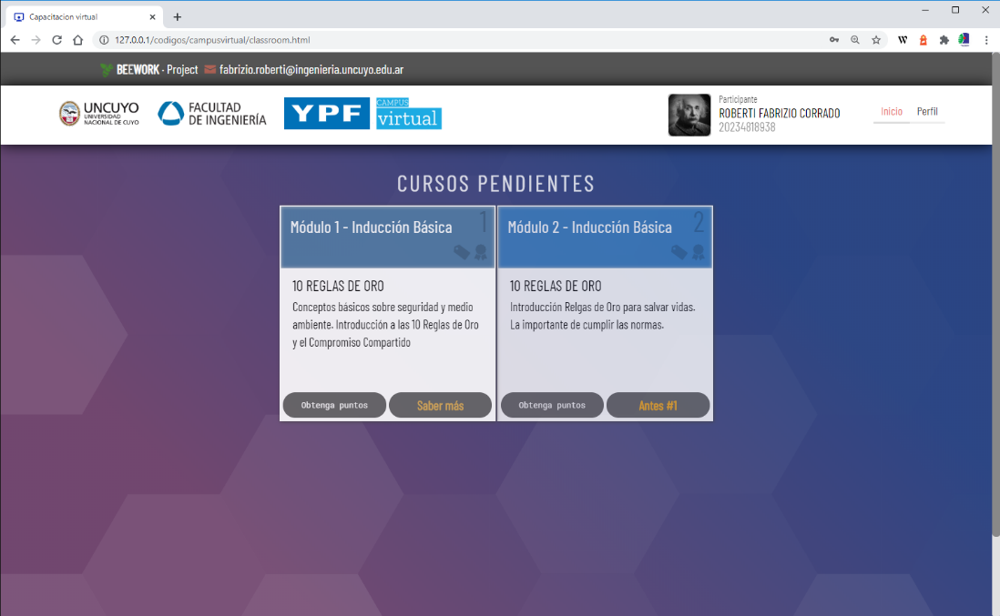 Capacitacion virtual
127.0.0.1/codigos/campusvirtual/classroom.html
BEEWORK - Project fabrizio.roberti@ingenieria.uncuyo.edu.ar
UNCUYO
UNIVERSIDAD
NACIONAL DE CUYO
FACULTAD
DE INGENIERÍA
YPF
CAMPUS
virtual
Participante
ROBERTI FABRIZIO CORRADO
20234818938
Inicio Perfil
CURSOS PENDIENTES
Módulo 1 - Inducción Básica 1
10 REGLAS DE ORO
Conceptos básicos sobre seguridad y medio
ambiente. Introducción a las 10 Reglas de Oro
y el Compromiso Compartido
Obtenga puntos Saber más
Módulo 2 - Inducción Básica 2
10 REGLAS DE ORO
Introducción Relgas de Oro para salvar vidas.
La importante de cumplir las normas.
Obtenga puntos Antes #1